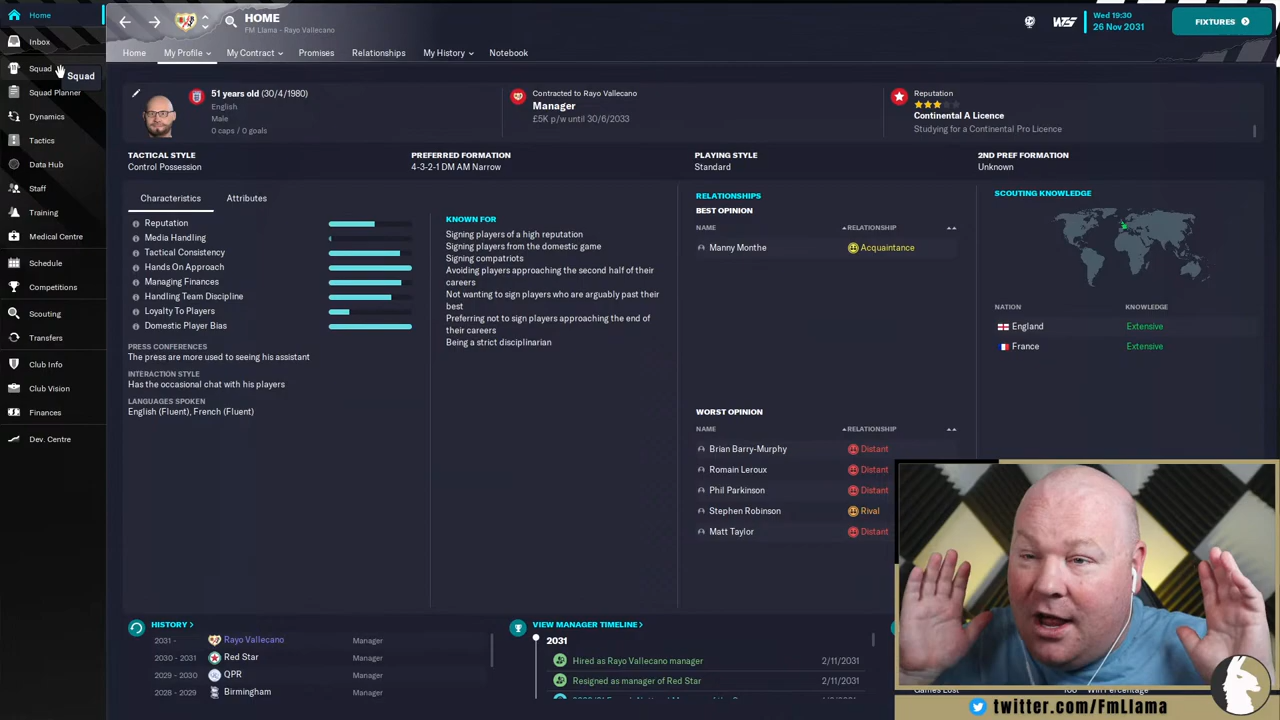 Home
Inbox
Squad
Squad
Squad Planner
Dynamics
Tactics
Data Hub
Staff
Training
Medical Centre
Schedule
Competitions
Scouting
Transfers
Club Info
Club Vision
Finances
Dev. Centre
HOME
FM Llama - Rayo Vallecano
Wed 19:30
26 Nov 2031
FIXTURES
Home My Profile My Contract Promises Relationships My History Notebook
51 years old (30/4/1980)
English
Male
0 caps / 0 goals
Contracted to Rayo Vallecano
Manager
£5K p/w until 30/6/2033
Reputation
Continental A Licence
Studying for a Continental Pro Licence
TACTICAL STYLE
Control Possession
PREFERRED FORMATION
4-3-2-1 DM AM Narrow
PLAYING STYLE
Standard
2ND PREF FORMATION
Unknown
Characteristics Attributes
Reputation
Media Handling
Tactical Consistency
Hands On Approach
Managing Finances
Handling Team Discipline
Loyalty To Players
Domestic Player Bias
PRESS CONFERENCES
The press are more used to seeing his assistant
INTERACTION STYLE
Has the occasional chat with his players
LANGUAGES SPOKEN
English (Fluent), French (Fluent)
KNOWN FOR
Signing players of a high reputation
Signing players from the domestic game
Signing compatriots
Avoiding players approaching the second half of their
careers
Not wanting to sign players who are arguably past their
best
Preferring not to sign players approaching the end of
their careers
Being a strict disciplinarian
RELATIONSHIPS
BEST OPINION
NAME RELATIONSHIP
Manny Monthe Acquaintance
WORST OPINION
NAME RELATIONSHIP
Brian Barry-Murphy Distant
Romain Leroux Distant
Phil Parkinson Distant
Stephen Robinson Rival
Matt Taylor Distant
SCOUTING KNOWLEDGE
NATION KNOWLEDGE
England Extensive
France Extensive
HISTORY >
2031 - Rayo Vallecano Manager
2030 - 2031 Red Star Manager
2029 - 2030 QPR Manager
2028 - 2029 Birmingham Manager
VIEW MANAGER TIMELINE >
2031
Hired as Rayo Vallecano manager 2/11/2031
Resigned as manager of Red Star 2/11/2031
twitter.com/FmLlama